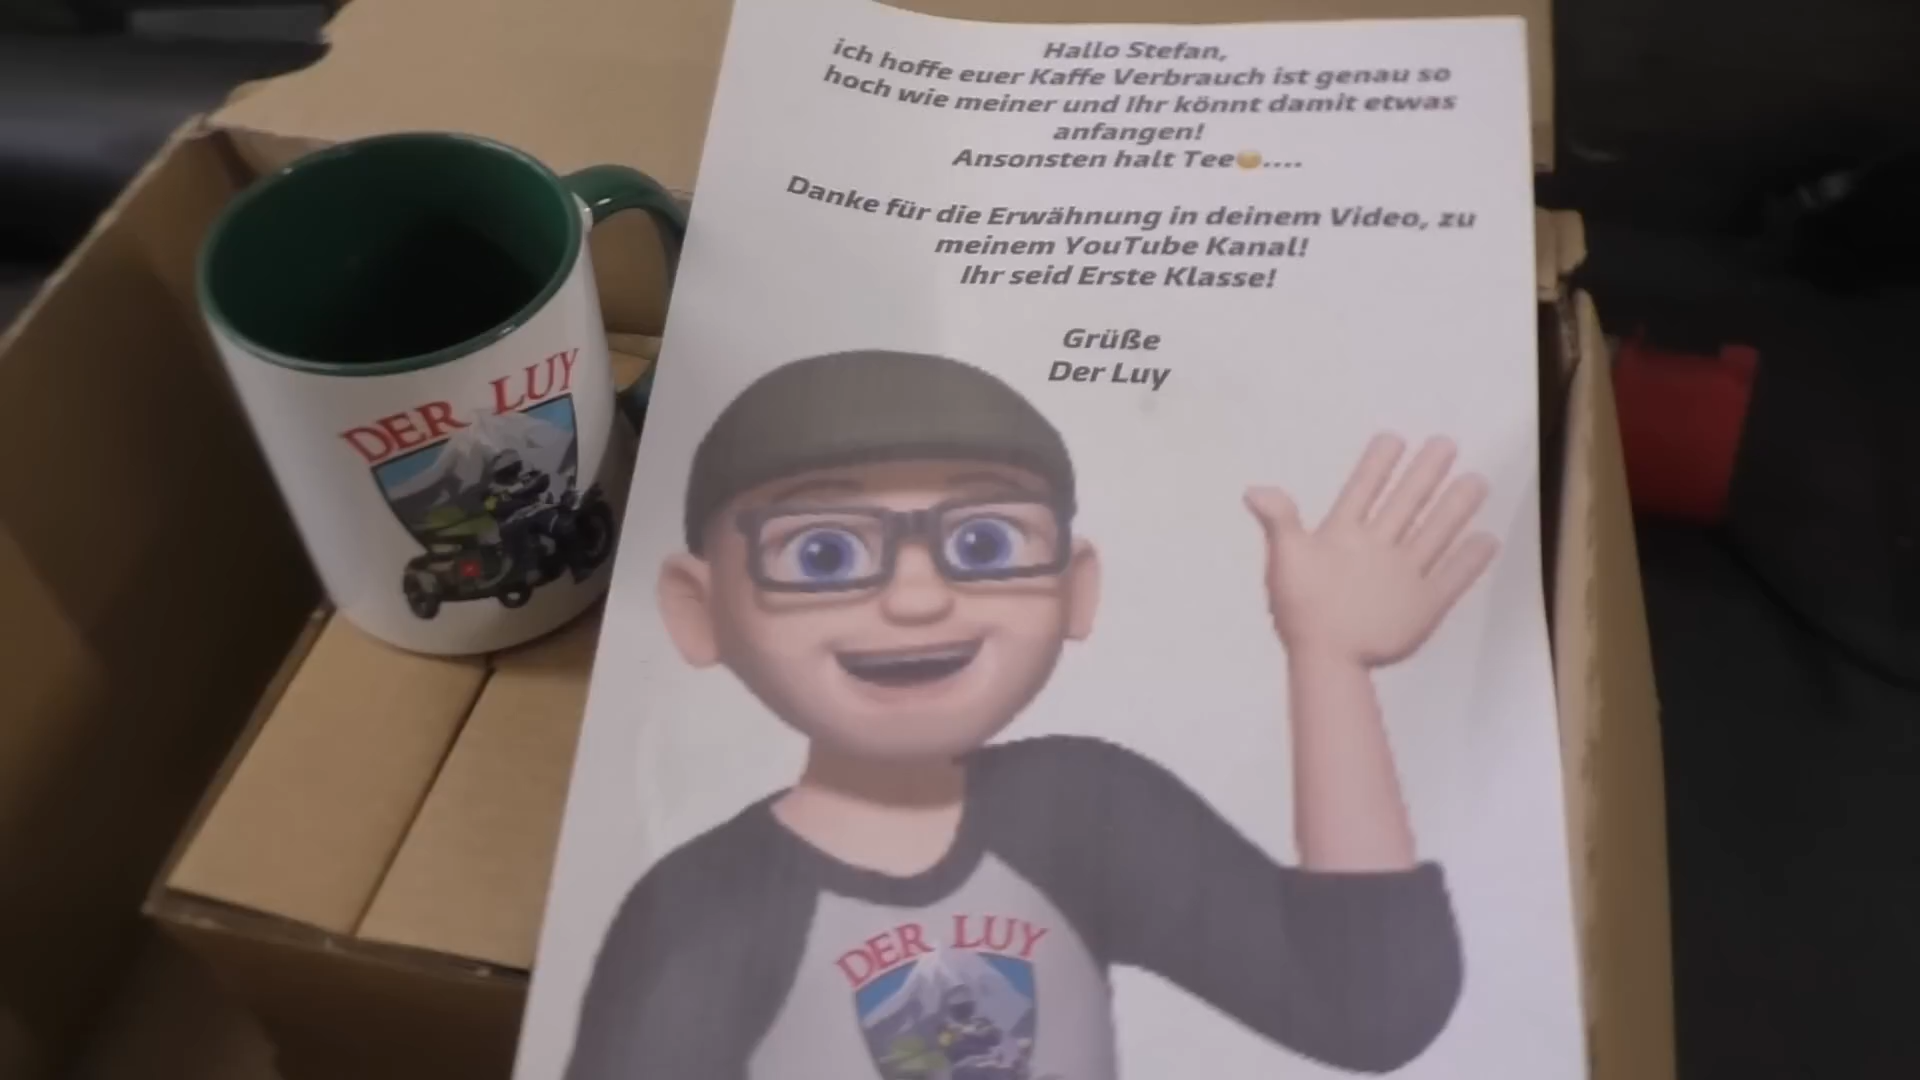 Hallo Stefan,
ich hoffe euer Kaffe Verbrauch ist genau so
hoch wie meiner und Ihr könnt damit etwas
anfangen!
Ansonsten halt Tee😊....
Danke für die Erwähnung in deinem Video, zu
meinem YouTube Kanal!
Ihr seid Erste Klasse!
Grüße
Der Luy
DER LUY
DER LUY